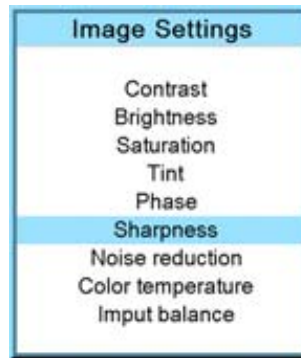 Image Settings
Contrast
Brightness
Saturation
Tint
Phase
Sharpness
Noise reduction
Color temperature
Imput balance